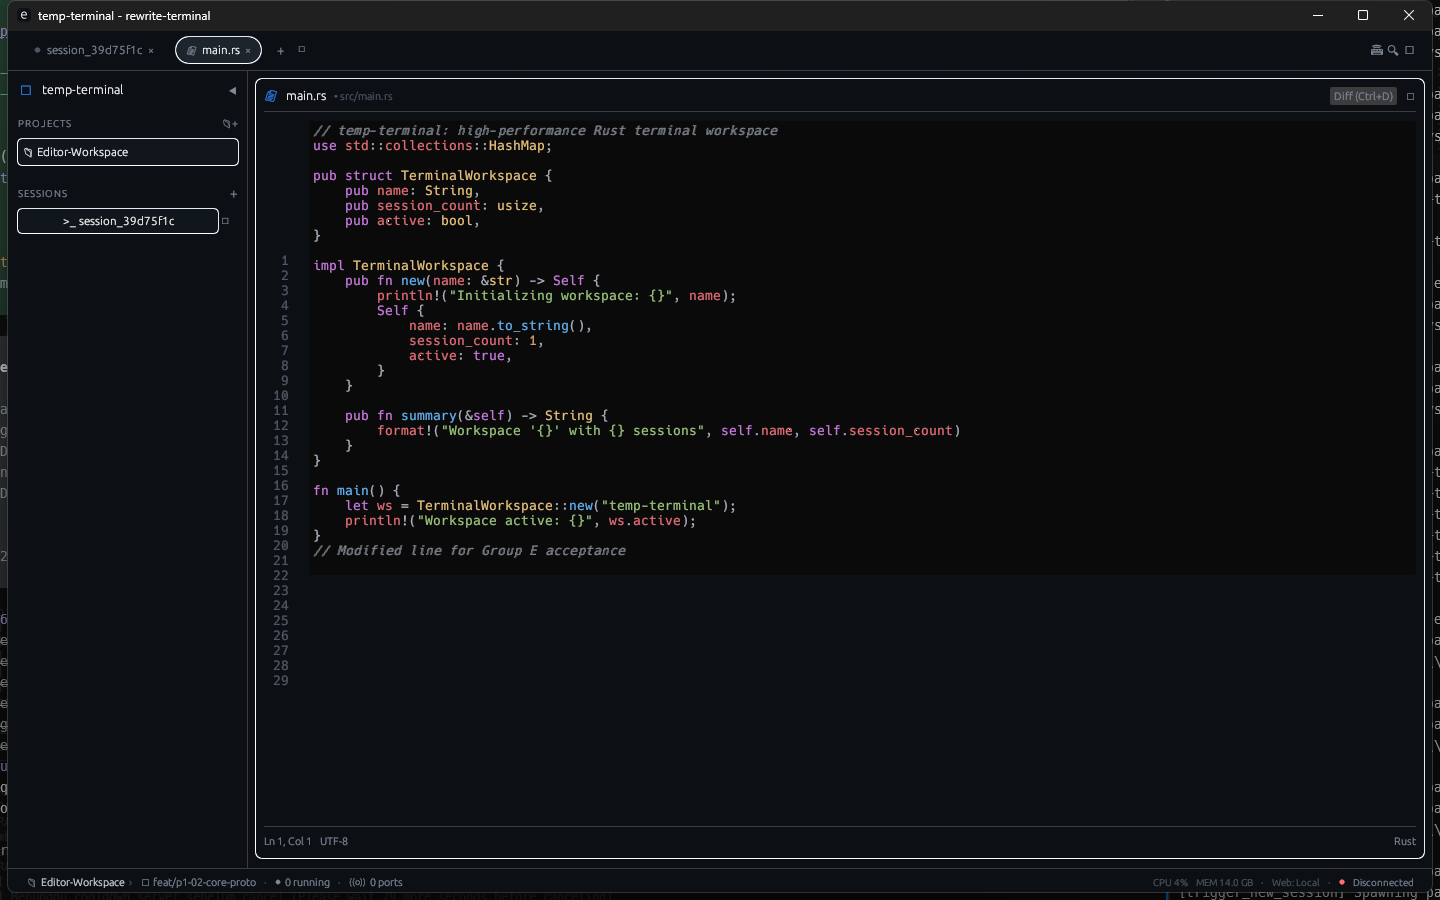 temp-terminal - rewrite-terminal
session_39d75f1c ×
main.rs ×
+
temp-terminal
PROJECTS
Editor-Workspace
SESSIONS +
>_ session_39d75f1c
main.rs • src/main.rs
Diff (Ctrl+D)
// temp-terminal: high-performance Rust terminal workspace
use std::collections::HashMap;
pub struct TerminalWorkspace {
    pub name: String,
    pub session_count: usize,
    pub active: bool,
}
1
impl TerminalWorkspace {
2
    pub fn new(name: &str) -> Self {
3
        println!("Initializing workspace: {}", name);
4
        Self {
5
            name: name.to_string(),
6
            session_count: 1,
7
            active: true,
8
        }
9
    }
10
11
    pub fn summary(&self) -> String {
12
        format!("Workspace '{}' with {} sessions", self.name, self.session_count)
13
    }
14
}
15
16
fn main() {
17
    let ws = TerminalWorkspace::new("temp-terminal");
18
    println!("Workspace active: {}", ws.active);
19
}
20
// Modified line for Group E acceptance
21
22
23
24
25
26
27
28
29
Ln 1, Col 1 UTF-8
Rust
Editor-Workspace ›
feat/p1-02-core-proto · • 0 running · ((o)) 0 ports
CPU 4% MEM 14.0 GB · Web: Local · • Disconnected